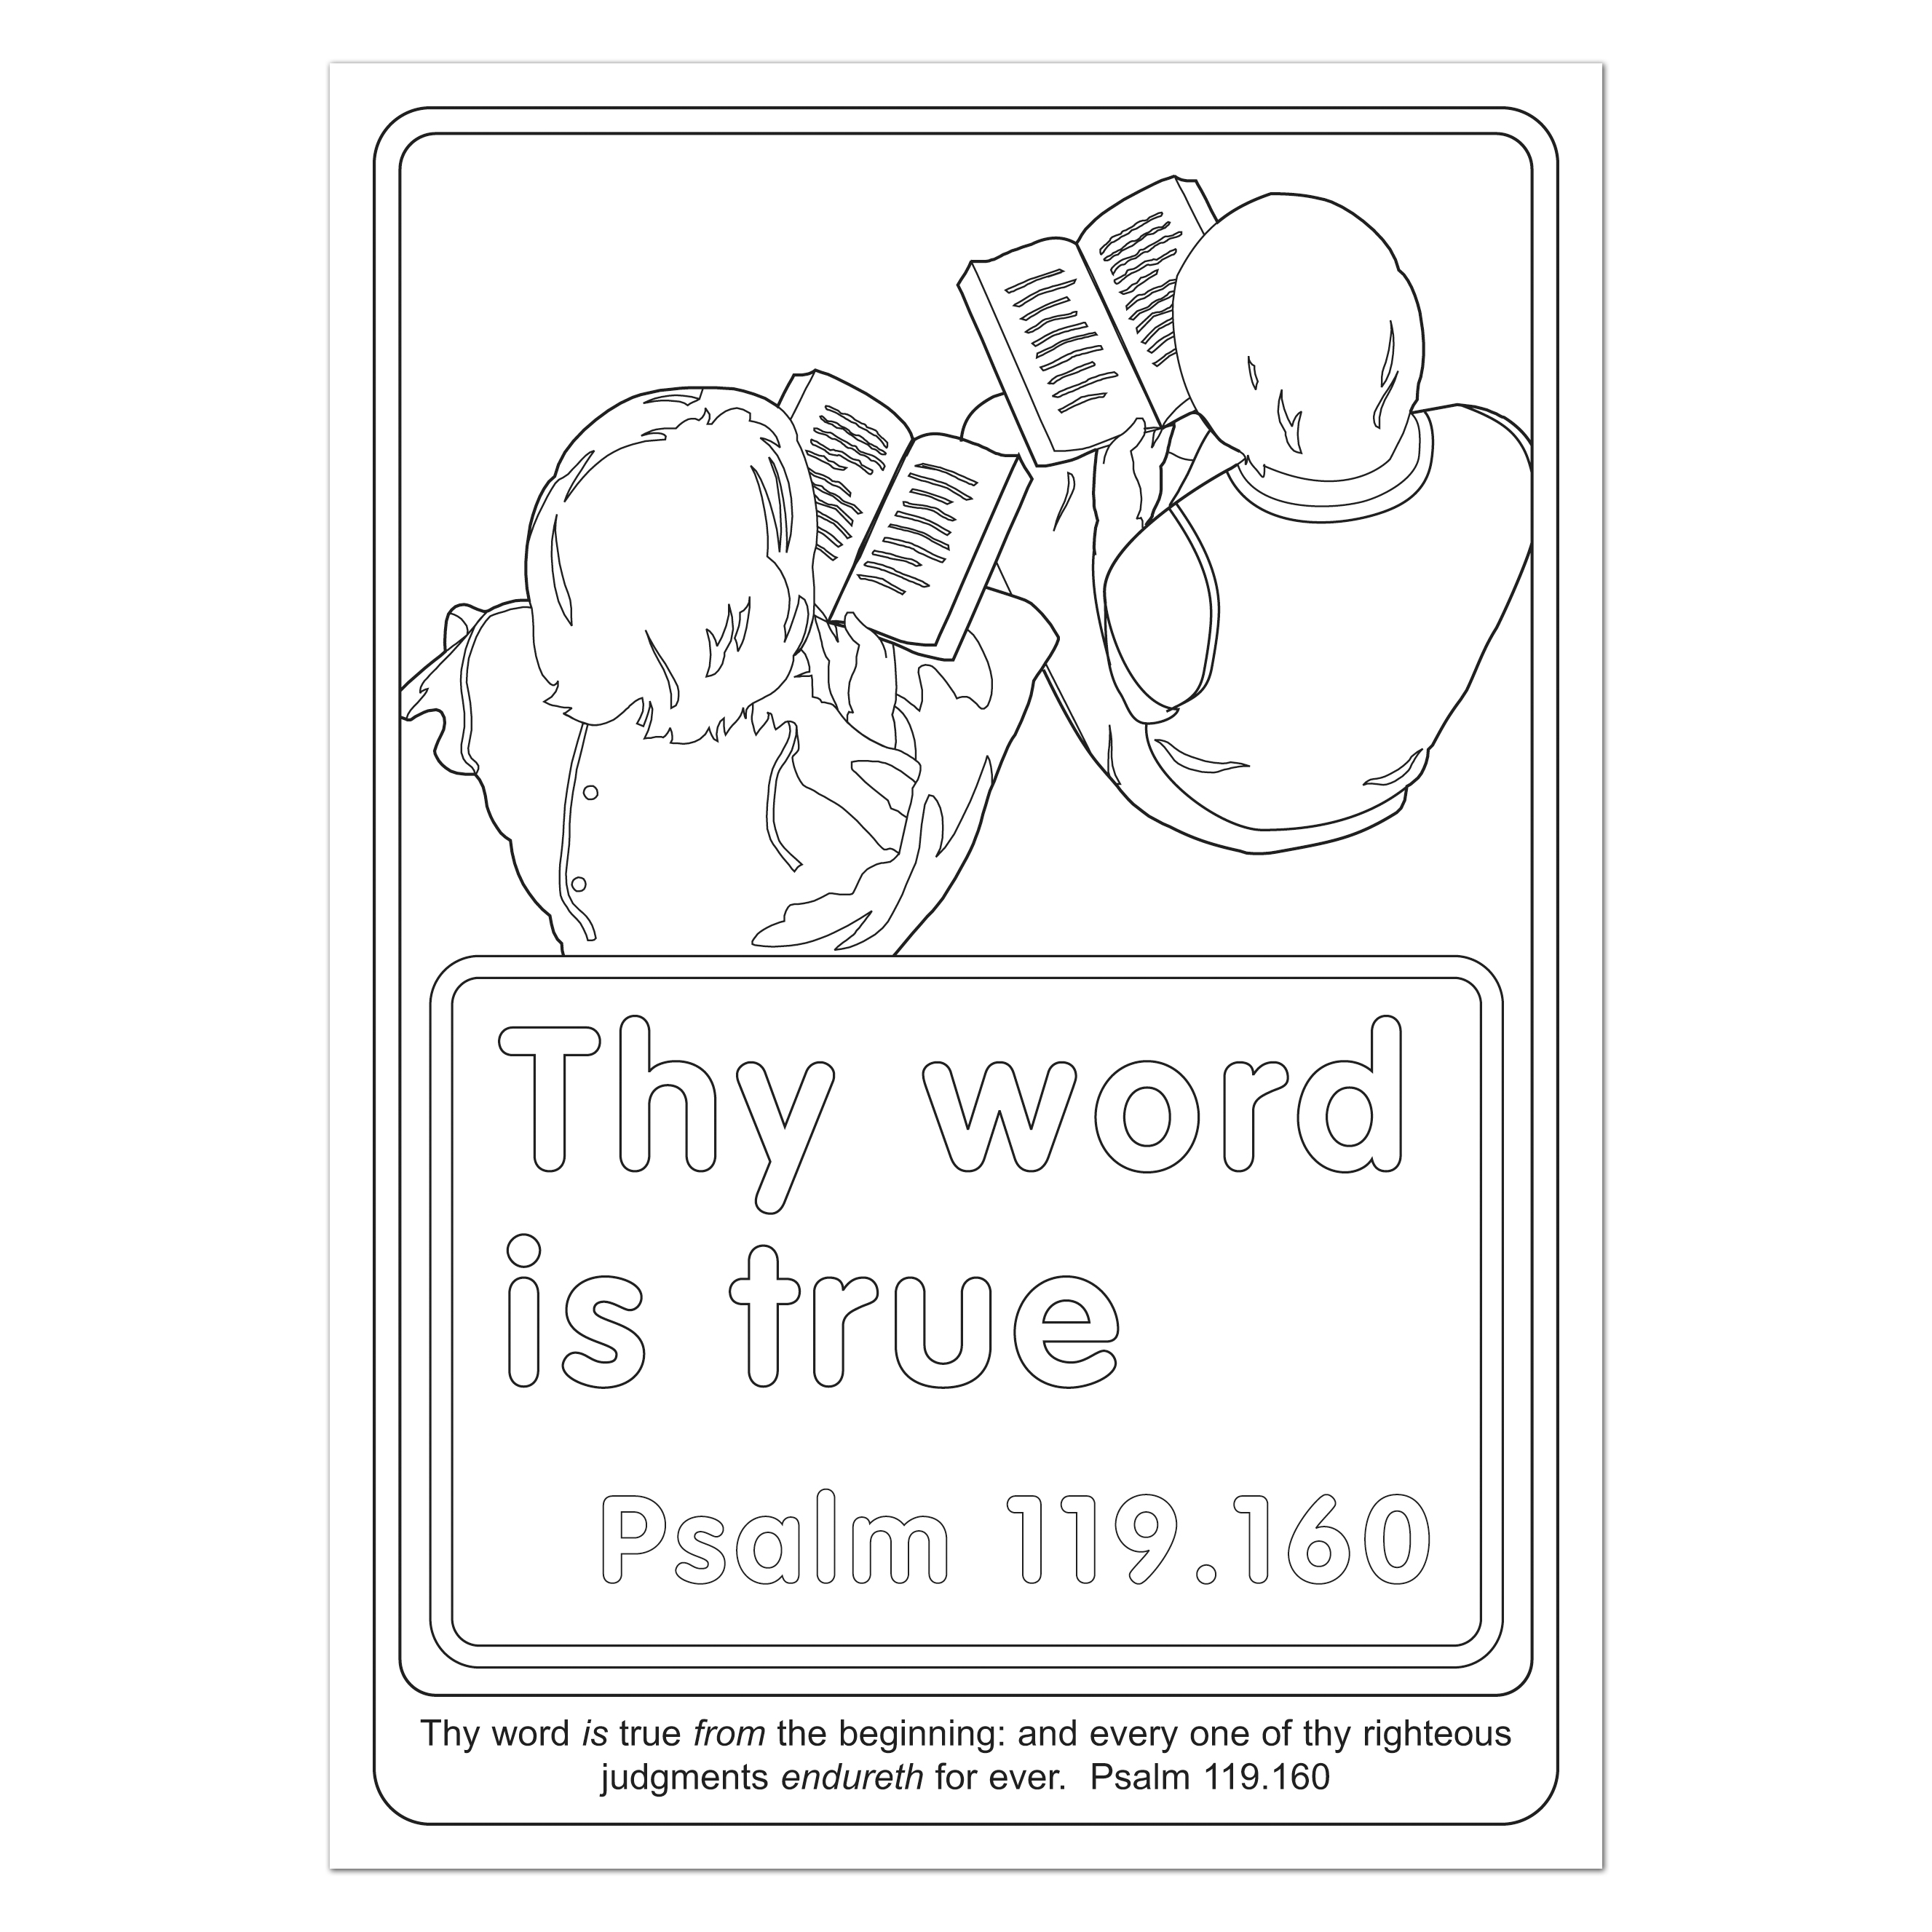 Thy word
is true
Psalm 119.160
Thy word is true from the beginning: and every one of thy righteous
judgments endureth for ever.  Psalm 119.160